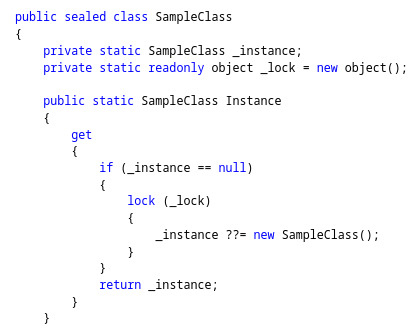 public sealed class SampleClass
{
    private static SampleClass _instance;
    private static readonly object _lock = new object();

    public static SampleClass Instance
    {
        get
        {
            if (_instance == null)
            {
                lock (_lock)
                {
                    _instance ??= new SampleClass();
                }
            }
            return _instance;
        }
    }